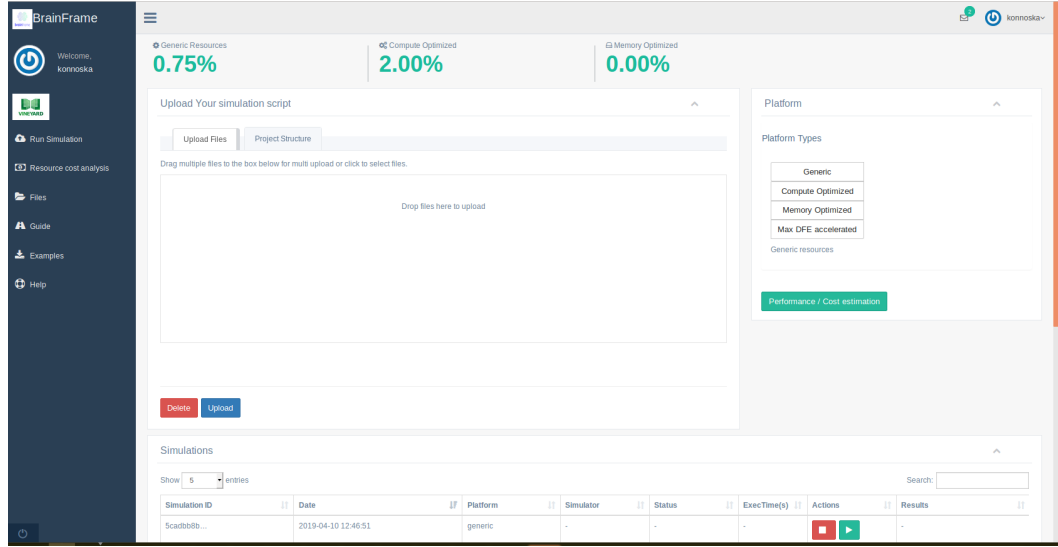 BrainFrame
2
konnoska
Welcome,
konnoska
VINEYARD
Run Simulation
Resource cost analysis
Files
Guide
Examples
Help
Generic Resources
0.75%
Compute Optimized
2.00%
Memory Optimized
0.00%
Upload Your simulation script
Upload Files
Project Structure
Drag multiple files to the box below for multi upload or click to select files.
Drop files here to upload
Delete
Upload
Platform
Platform Types
Generic
Compute Optimized
Memory Optimized
Max DFE accelerated
Generic resources
Performance / Cost estimation
Simulations
Show 5 entries
Search:
Simulation ID Date Platform Simulator Status ExecTime(s) Actions Results
5cadbb8b... 2019-04-10 12:46:51 generic - - - -